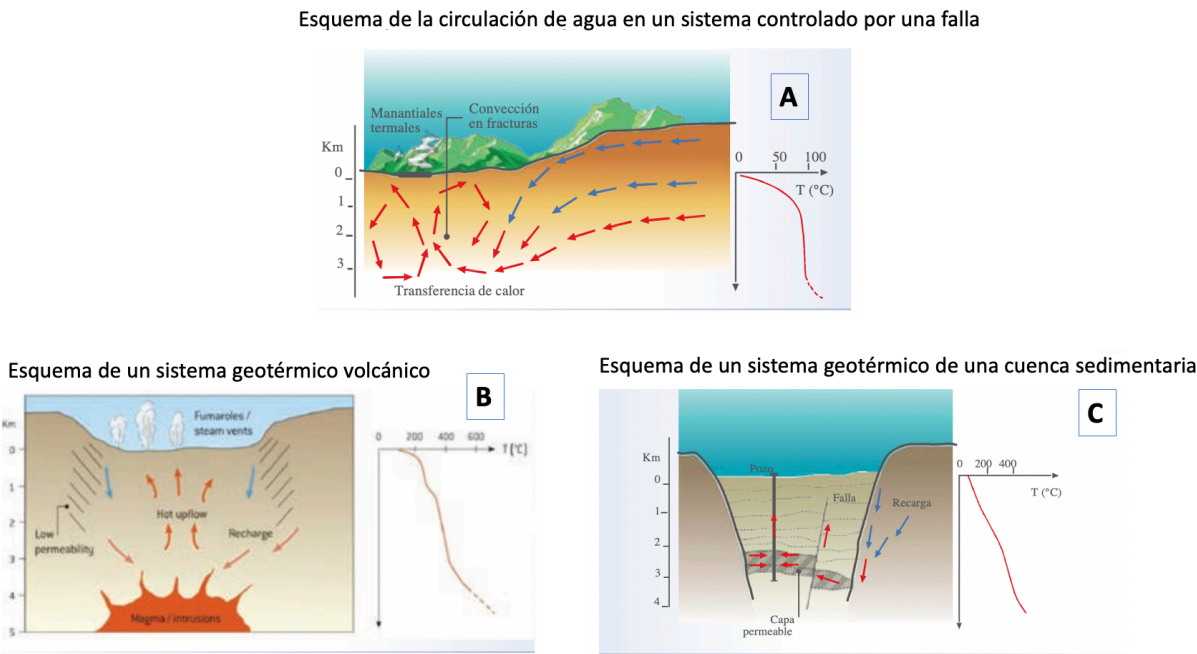 Esquema de la circulación de agua en un sistema controlado por una falla
A
Manantiales
termales
Convección
en fracturas
Km
0
1
2
3
Transferencia de calor
0 50 100
T (°C)
Esquema de un sistema geotérmico volcánico
B
Fumaroles /
steam vents
Km
0
1
2
3
4
5
Hot upflow
Low
permeability
Recharge
Magma / intrusions
0 200 400 600
T (°C)
Esquema de un sistema geotérmico de una cuenca sedimentaria
C
Km
0
1
2
3
4
Pozo
Falla
Recarga
Capa
permeable
0 200 400
T (°C)